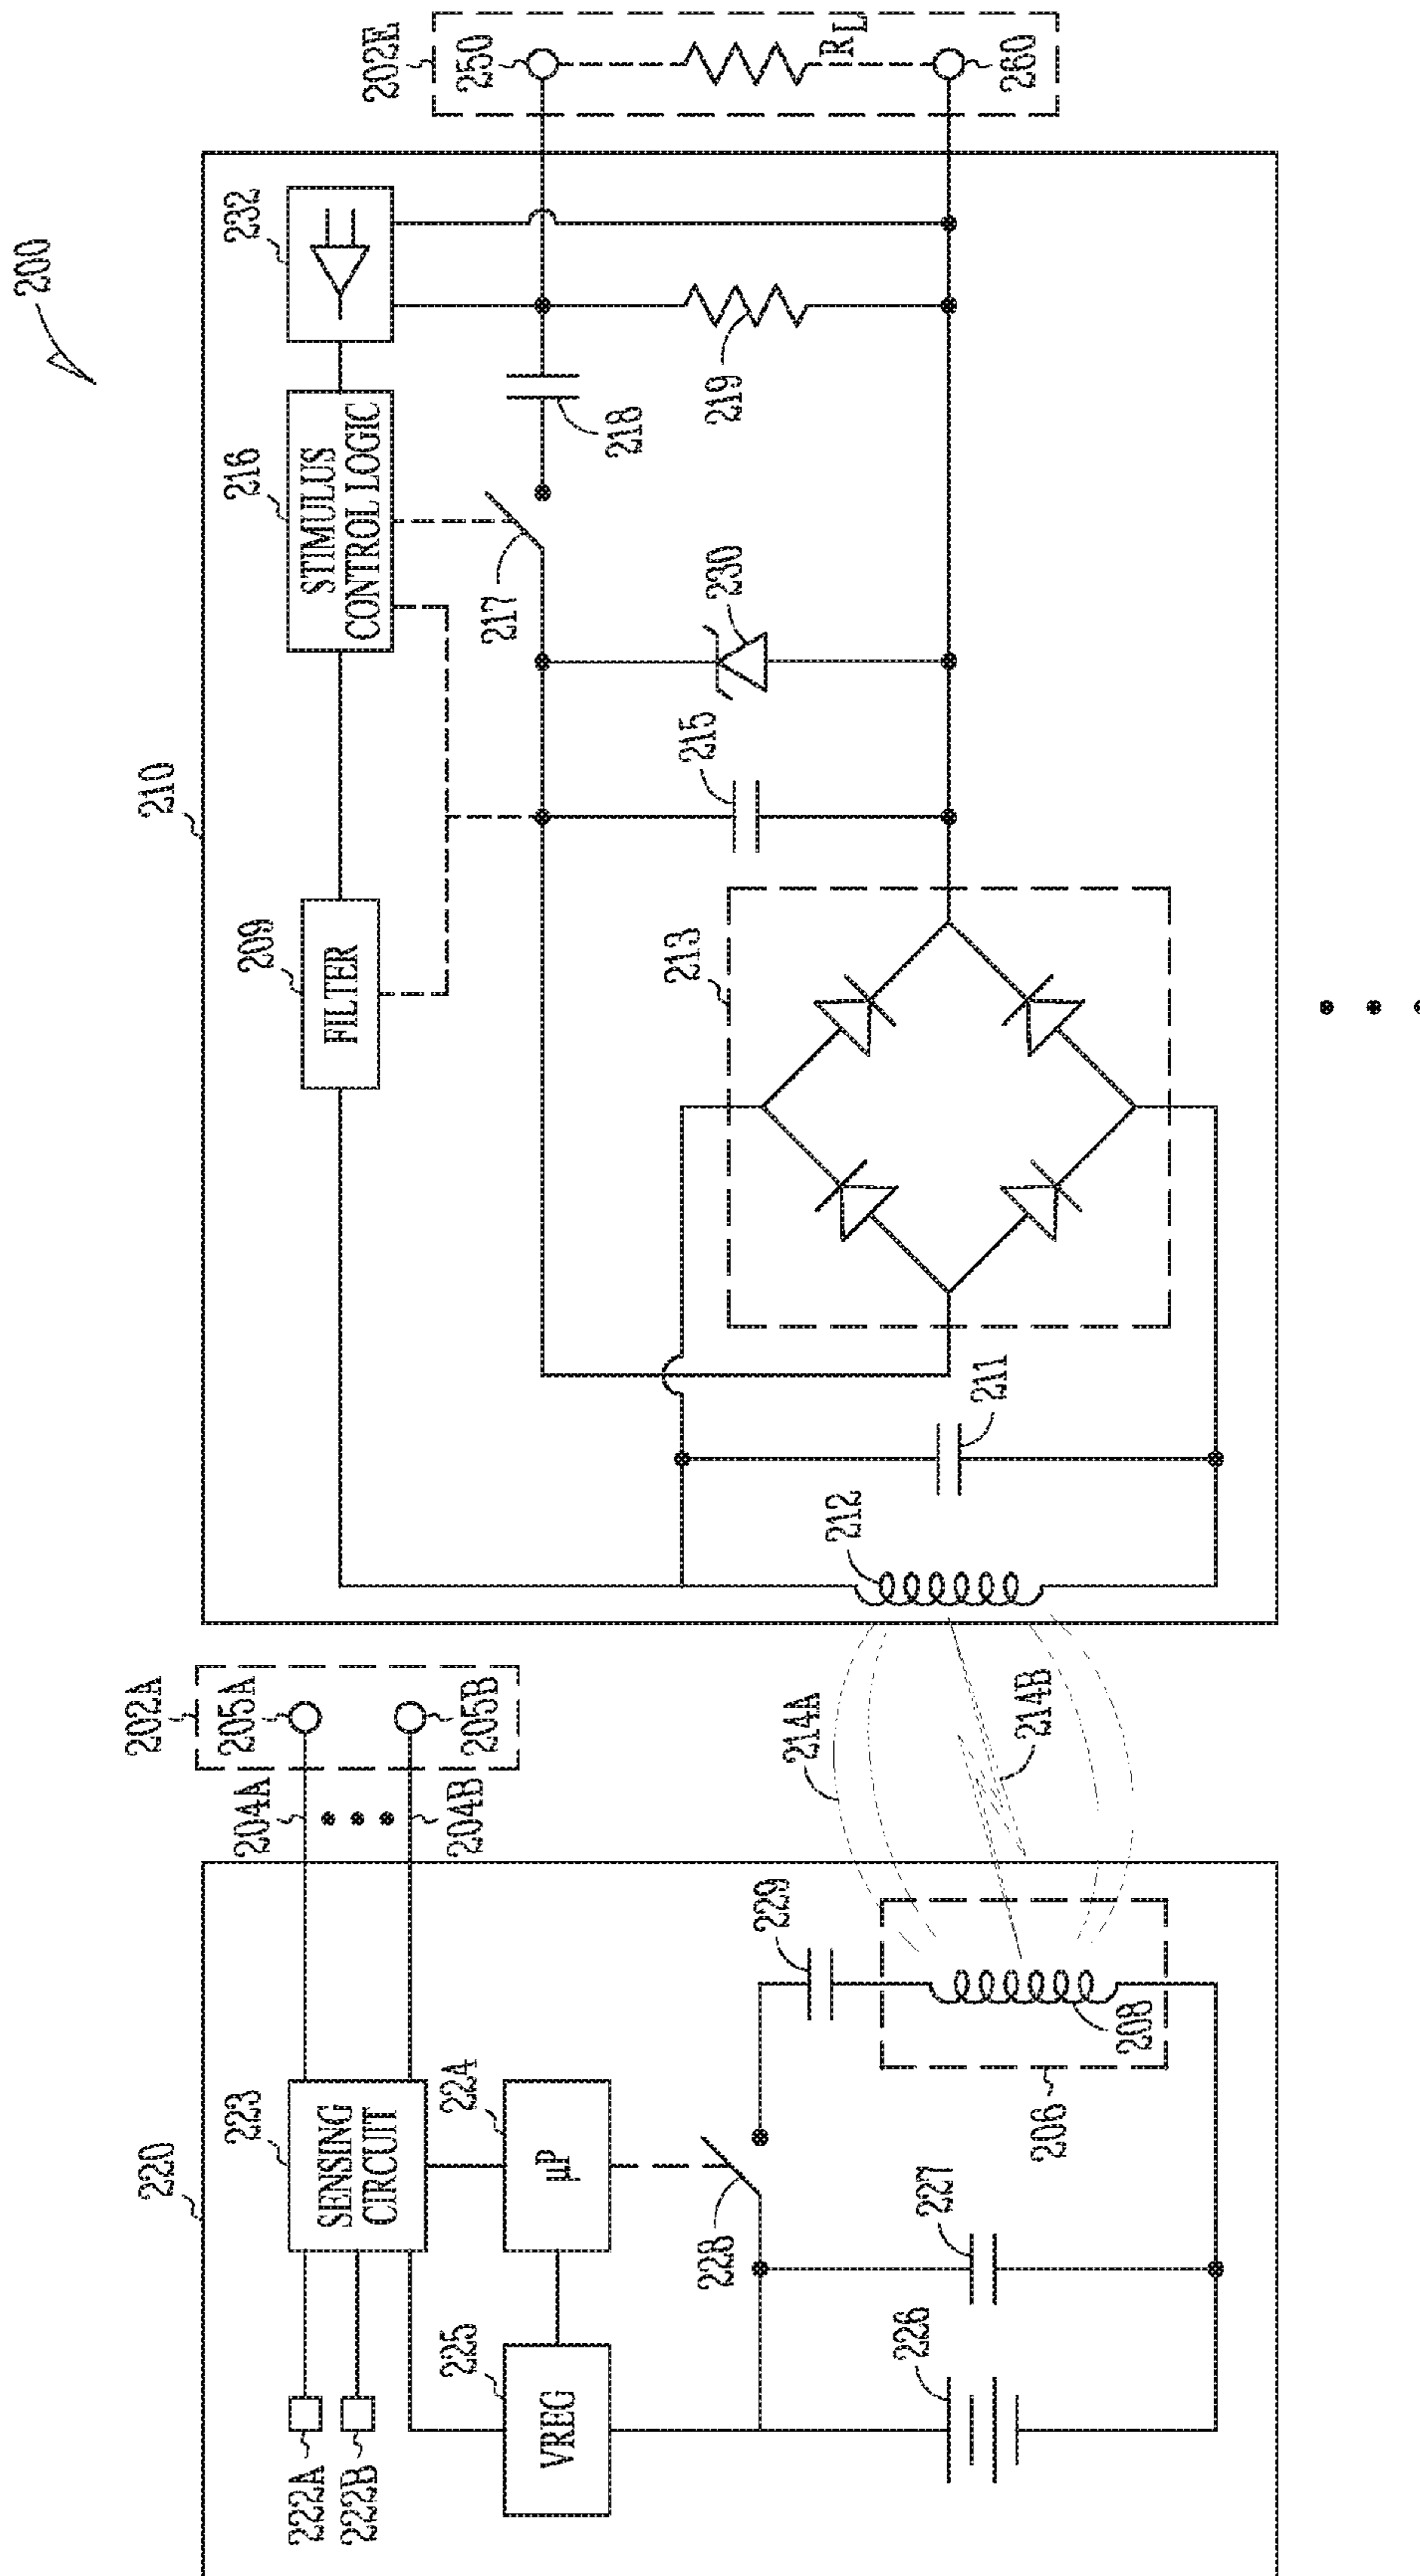 200
220
222A
222B
223
SENSING
CIRCUIT
225
VREG
224
µP
228
226
227
229
206
208
202A
205A
205B
204A
204B
214A
214B
210
212
211
213
209
FILTER
215
230
216
STIMULUS
CONTROL LOGIC
217
218
219
232
202E
250
R_L
260